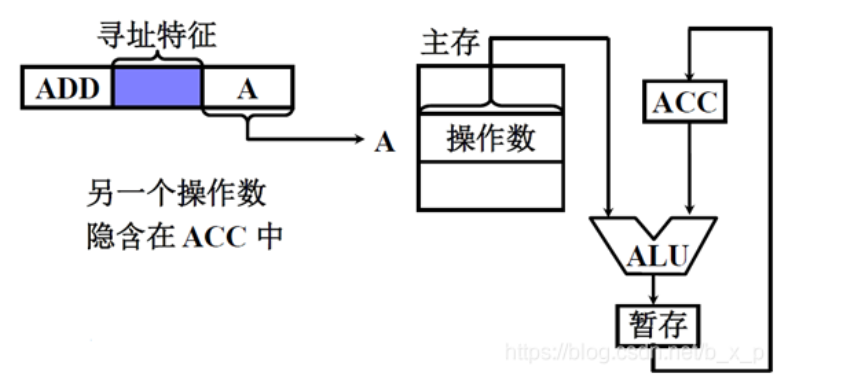 寻址特征
ADD
A
主存
A
操作数
ACC
另一个操作数
隐含在 ACC 中
ALU
暂存
https://blog.csdn.net/b_x_p